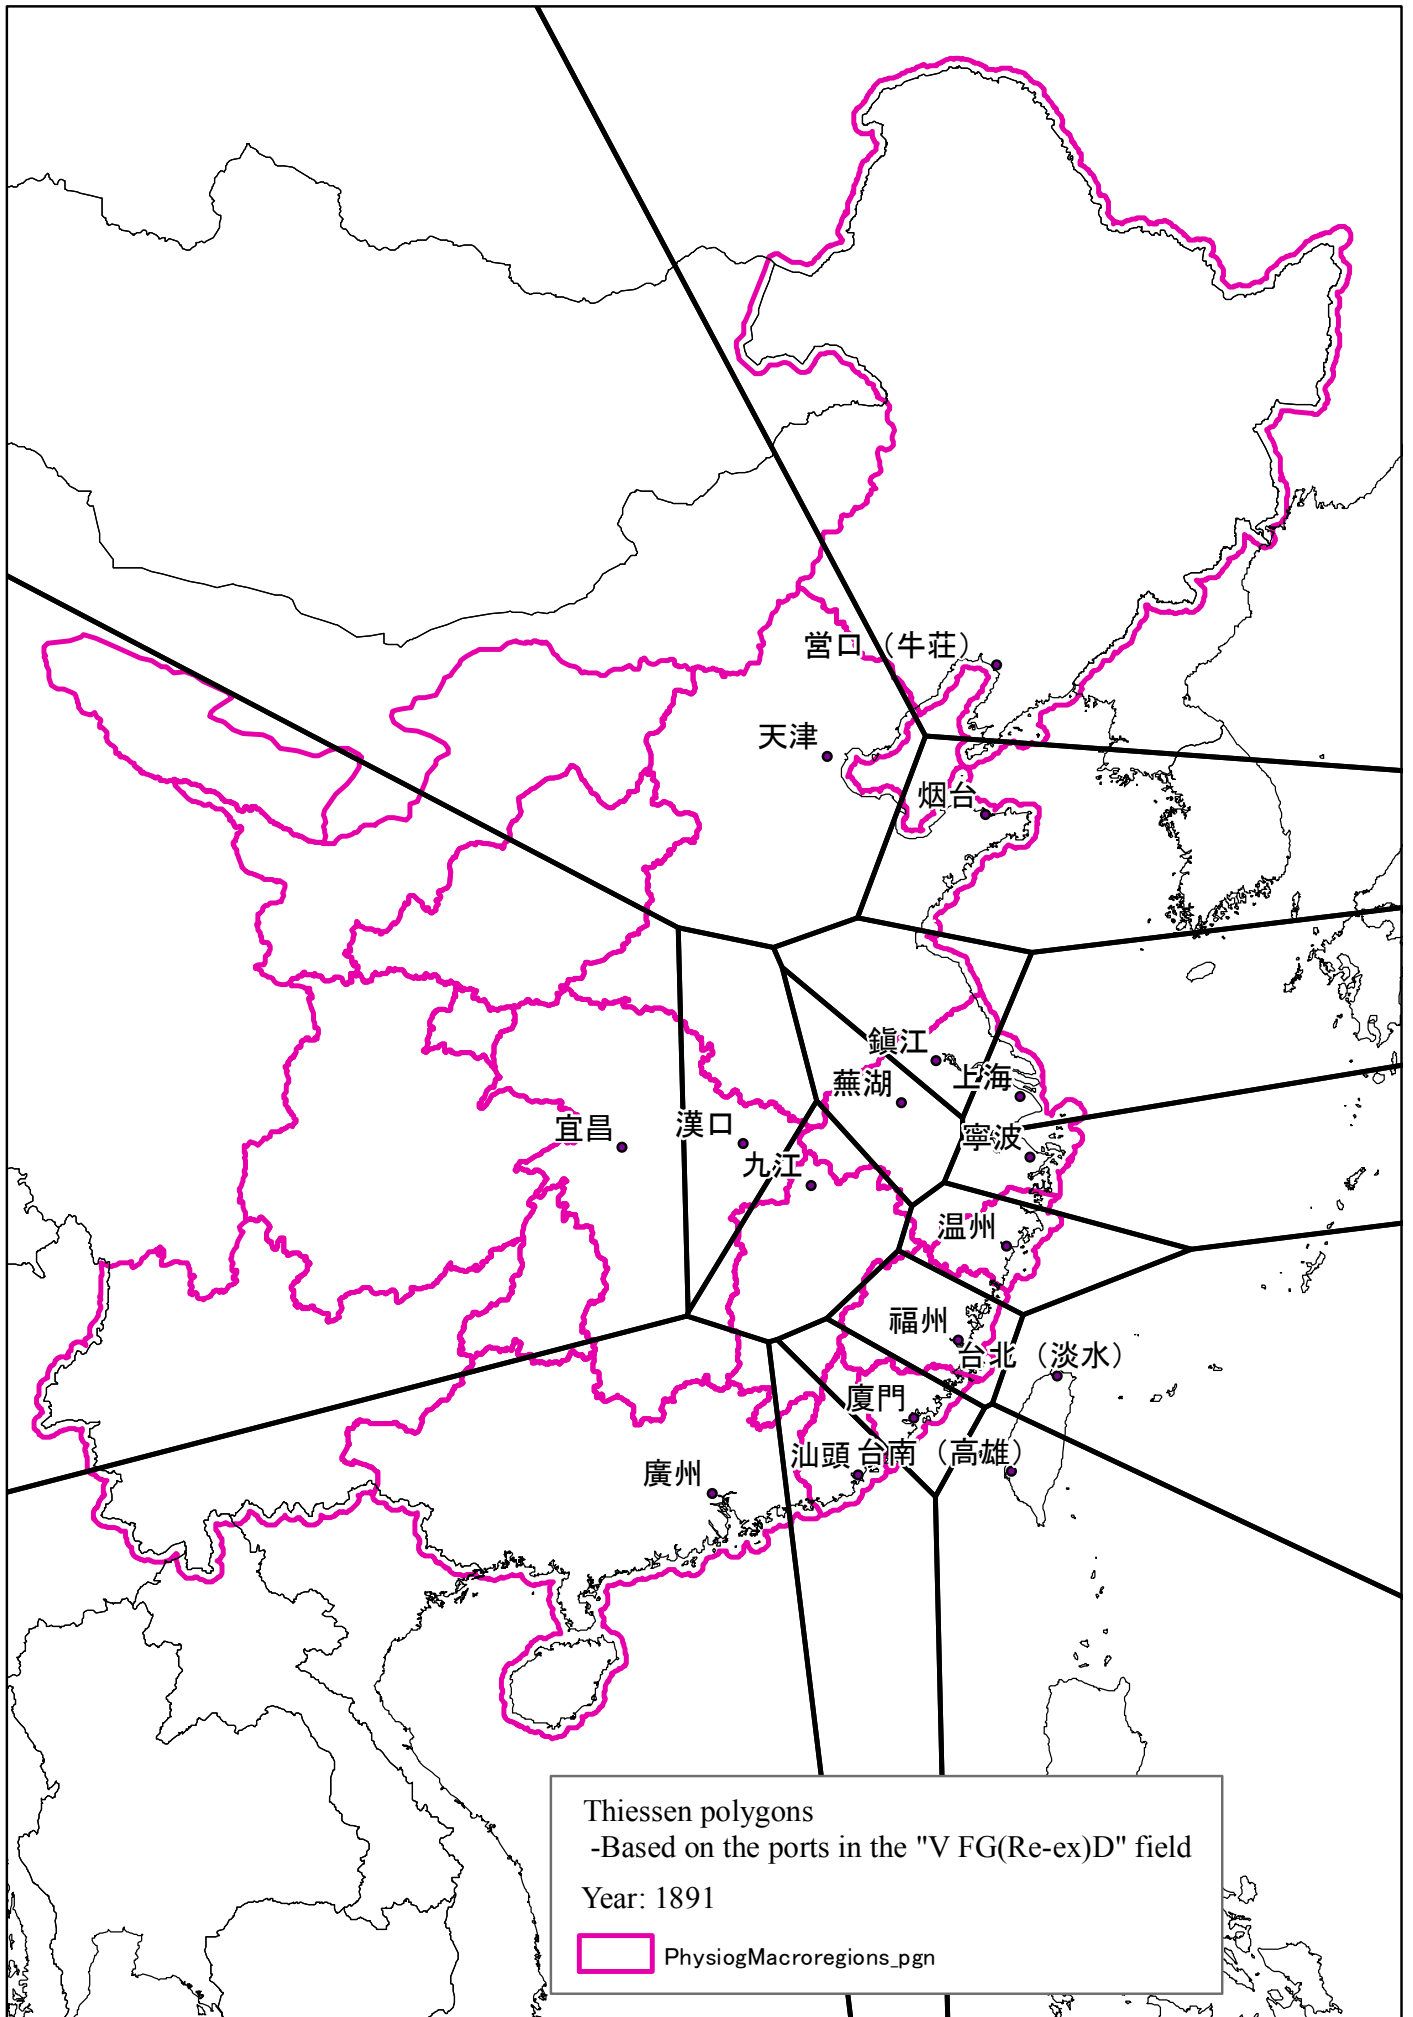 営口（牛荘）
天津
烟台
鎮江
上海
蕪湖
漢口
宜昌
寧波
九江
温州
福州
台北（淡水）
廈門
汕頭
台南（高雄）
廣州
Thiessen polygons
-Based on the ports in the "V FG(Re-ex)D" field
Year: 1891
PhysiogMacroregions_pgn